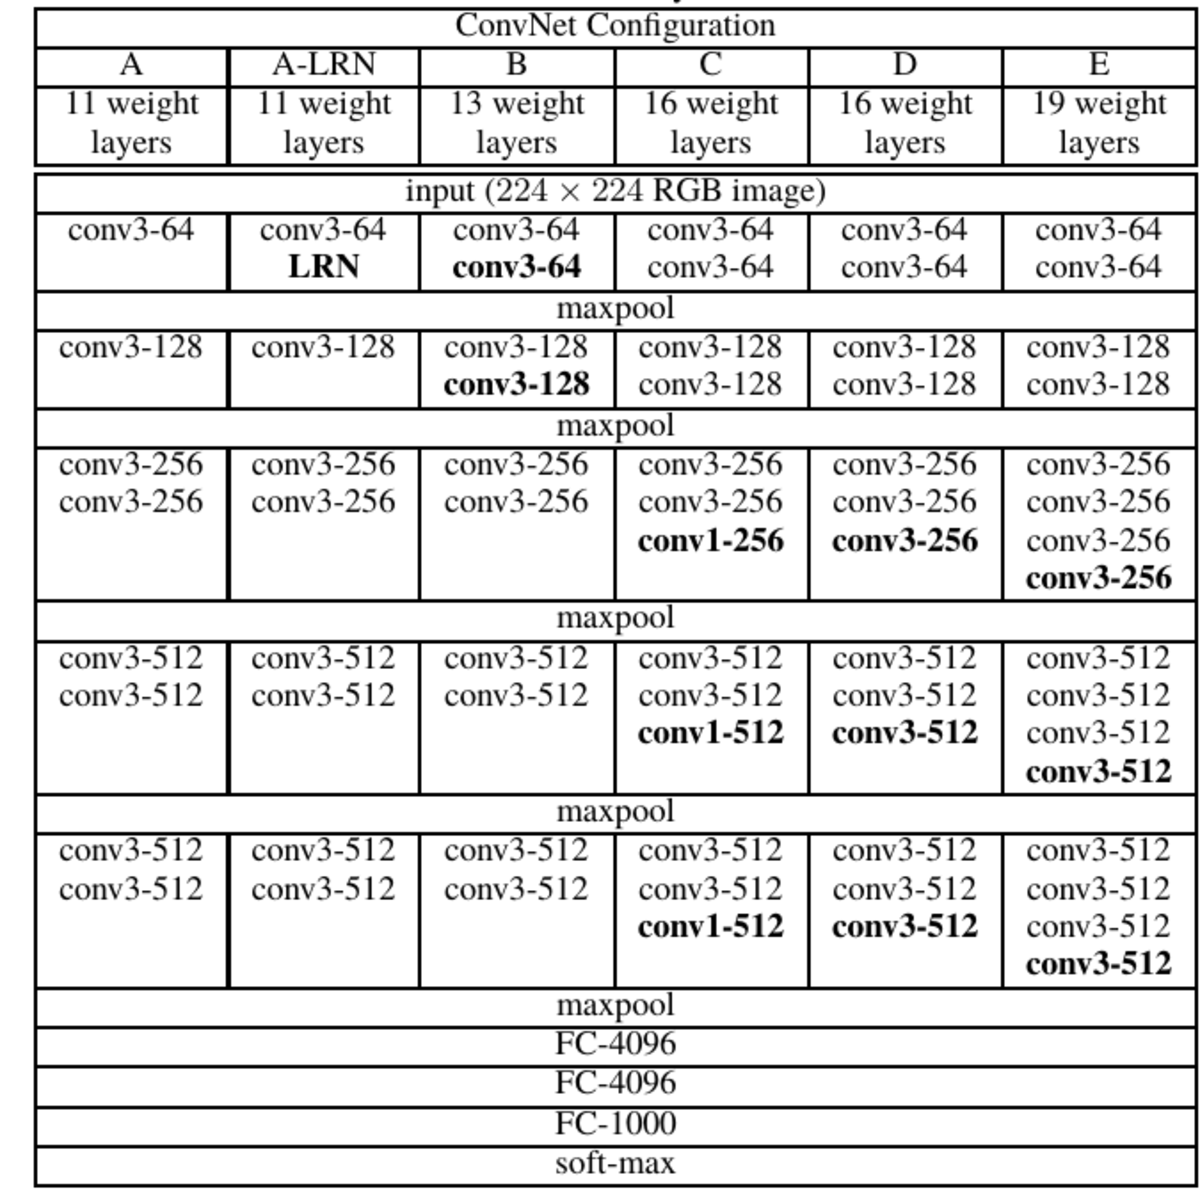 ConvNet Configuration
A A-LRN B C D E
11 weight 11 weight 13 weight 16 weight 16 weight 19 weight
layers layers layers layers layers layers
input (224 × 224 RGB image)
conv3-64 conv3-64 conv3-64 conv3-64 conv3-64 conv3-64
LRN conv3-64 conv3-64 conv3-64 conv3-64
maxpool
conv3-128 conv3-128 conv3-128 conv3-128 conv3-128 conv3-128
conv3-128 conv3-128 conv3-128 conv3-128
maxpool
conv3-256 conv3-256 conv3-256 conv3-256 conv3-256 conv3-256
conv3-256 conv3-256 conv3-256 conv3-256 conv3-256 conv3-256
conv1-256 conv3-256 conv3-256
conv3-256
maxpool
conv3-512 conv3-512 conv3-512 conv3-512 conv3-512 conv3-512
conv3-512 conv3-512 conv3-512 conv3-512 conv3-512 conv3-512
conv1-512 conv3-512 conv3-512
conv3-512
maxpool
conv3-512 conv3-512 conv3-512 conv3-512 conv3-512 conv3-512
conv3-512 conv3-512 conv3-512 conv3-512 conv3-512 conv3-512
conv1-512 conv3-512 conv3-512
conv3-512
maxpool
FC-4096
FC-4096
FC-1000
soft-max